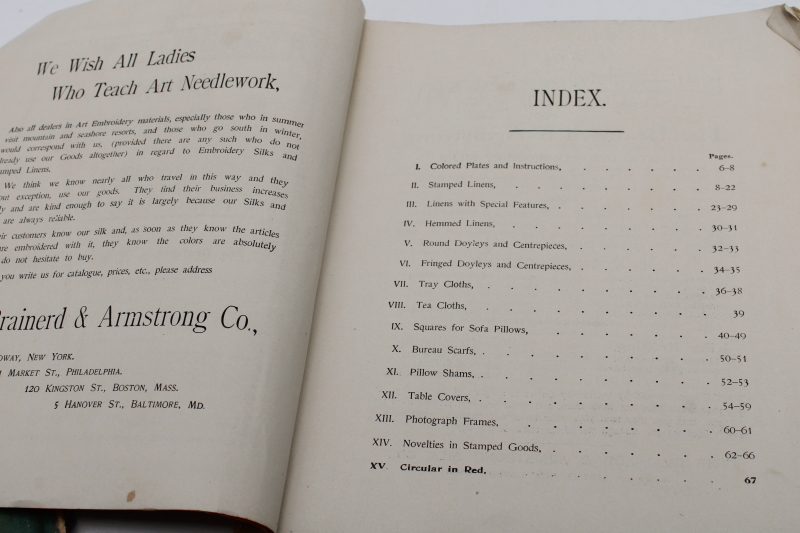 We Wish All Ladies
Who Teach Art Needlework,
Also all dealers in Art Embroidery materials, especially those who in summer
visit mountain and seashore resorts, and those who go south in winter,
would correspond with us, (provided there are any such who do not
already use our Goods altogether) in regard to Embroidery Silks and
Linens.
We think we know nearly all who travel in this way and they
exception, use our goods. They find their business increases
and are kind enough to say it is largely because our Silks and
are always reliable.
customers know our silk and, as soon as they know the articles
are embroidered with it, they know the colors are absolutely
do not hesitate to buy.
you write us for catalogue, prices, etc., please address
Brainerd & Armstrong Co.,
NEW YORK.
MARKET ST., PHILADELPHIA.
120 KINGSTON ST., BOSTON, MASS.
5 HANOVER ST., BALTIMORE, MD.
INDEX.
Pages.
I. Colored Plates and Instructions, 6–8
II. Stamped Linens, 8–22
III. Linens with Special Features, 23–29
IV. Hemmed Linens, 30–31
V. Round Doyleys and Centrepieces, 32–33
VI. Fringed Doyleys and Centrepieces, 34–35
VII. Tray Cloths, 36–38
VIII. Tea Cloths, 39
IX. Squares for Sofa Pillows, 40–49
X. Bureau Scarfs, 50–51
XI. Pillow Shams, 52–53
XII. Table Covers, 54–59
XIII. Photograph Frames, 60–61
XIV. Novelties in Stamped Goods, 62–66
XV. Circular in Red, 67